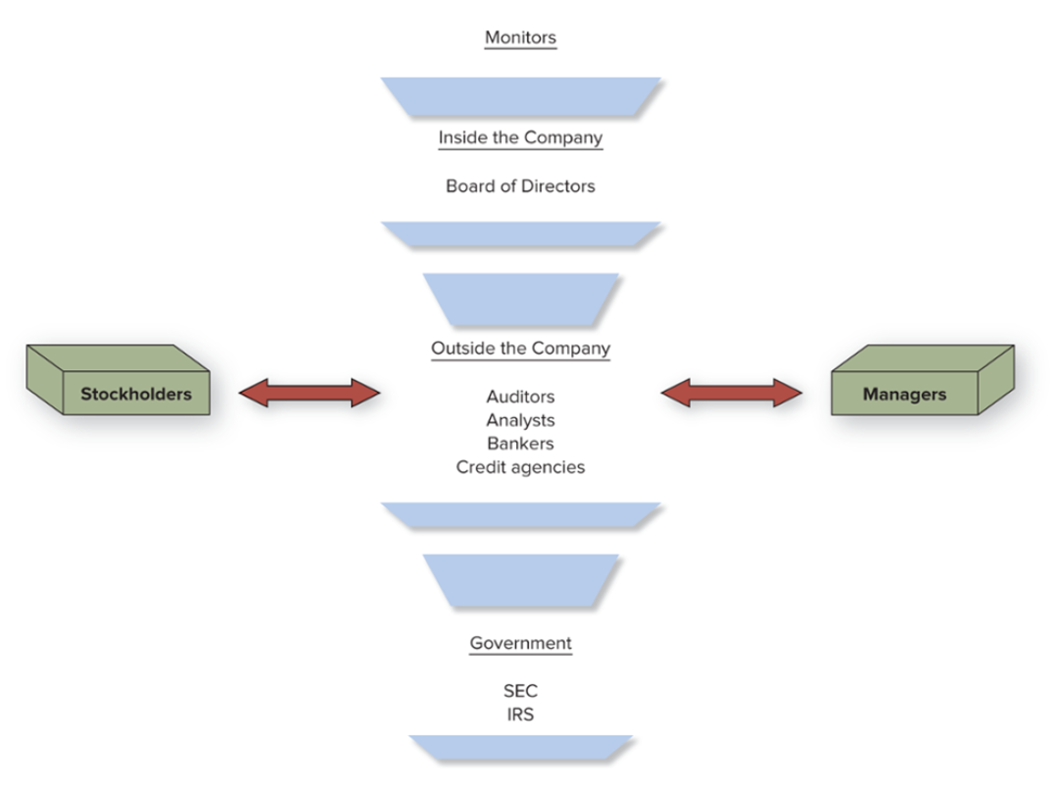 Monitors
Inside the Company
Board of Directors
Outside the Company
Stockholders
Auditors
Analysts
Bankers
Credit agencies
Managers
Government
SEC
IRS